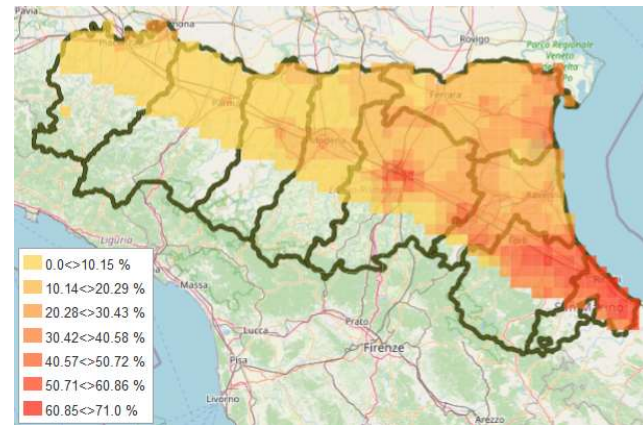 Pavia
Rovigo
Parco Regionale
Veneto
Ferrara
Parma
Liguria
Massa
Lucca
Prato
Pisa
Firenze
Livorno
Arezzo
0.0<>10.15 %
10.14<>20.29 %
20.28<>30.43 %
30.42<>40.58 %
40.57<>50.72 %
50.71<>60.86 %
60.85<>71.0 %